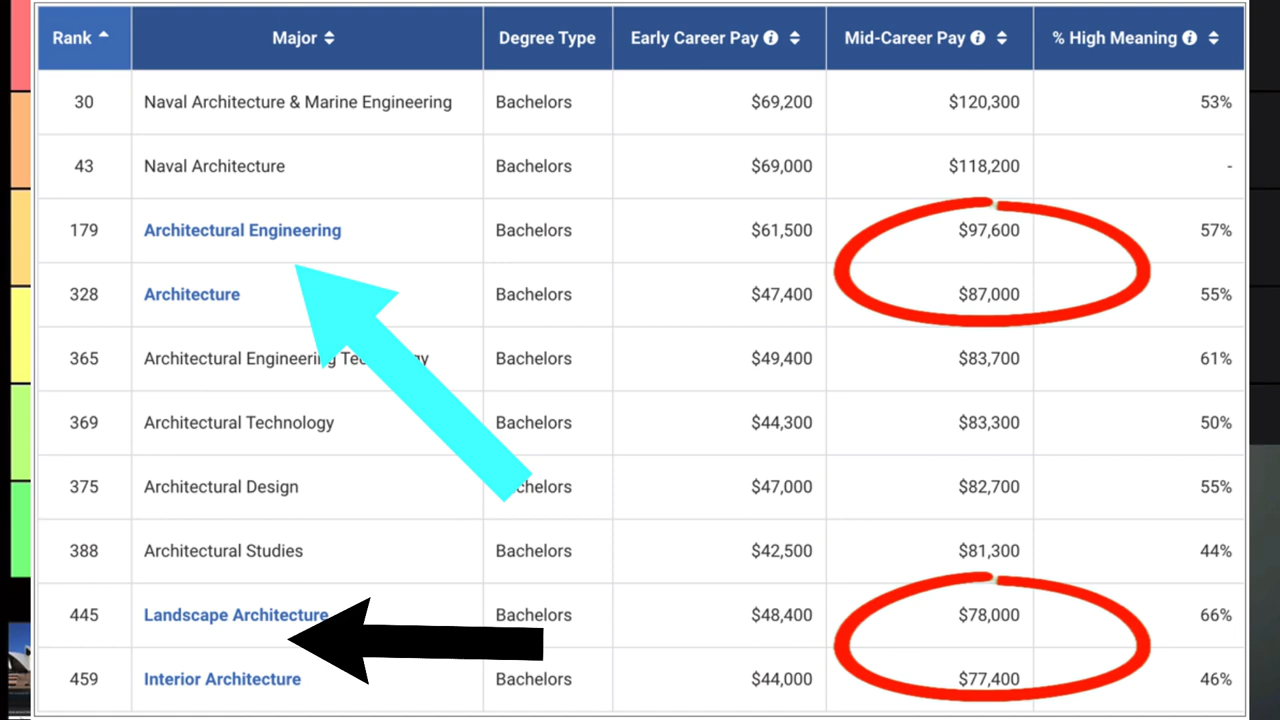 Rank Major Degree Type Early Career Pay Mid-Career Pay % High Meaning
30 Naval Architecture & Marine Engineering Bachelors $69,200 $120,300 53%
43 Naval Architecture Bachelors $69,000 $118,200 -
179 Architectural Engineering Bachelors $61,500 $97,600 57%
328 Architecture Bachelors $47,400 $87,000 55%
365 Architectural Engineering Technology Bachelors $49,400 $83,700 61%
369 Architectural Technology Bachelors $44,300 $83,300 50%
375 Architectural Design Bachelors $47,000 $82,700 55%
388 Architectural Studies Bachelors $42,500 $81,300 44%
445 Landscape Architecture Bachelors $48,400 $78,000 66%
459 Interior Architecture Bachelors $44,000 $77,400 46%